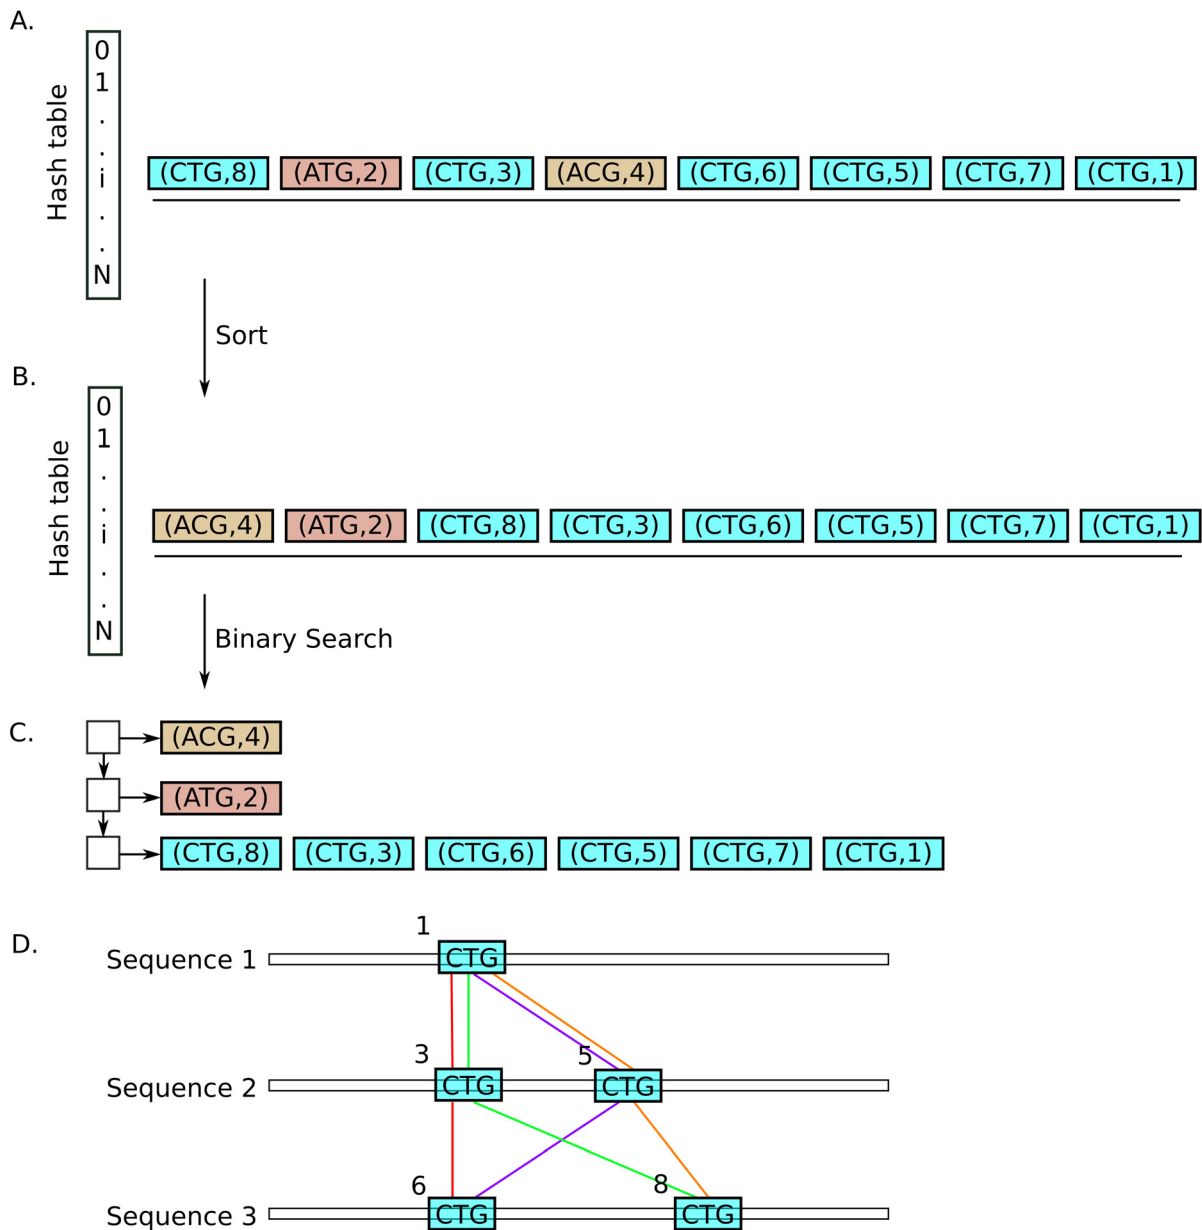 A.
Hash table
0
1
.
.
i
.
.
N
(CTG,8) (ATG,2) (CTG,3) (ACG,4) (CTG,6) (CTG,5) (CTG,7) (CTG,1)
Sort
B.
Hash table
0
1
.
.
i
.
.
N
(ACG,4) (ATG,2) (CTG,8) (CTG,3) (CTG,6) (CTG,5) (CTG,7) (CTG,1)
Binary Search
C.
(ACG,4)
(ATG,2)
(CTG,8) (CTG,3) (CTG,6) (CTG,5) (CTG,7) (CTG,1)
D.
1
Sequence 1 CTG
3 5
Sequence 2 CTG CTG
6 8
Sequence 3 CTG CTG